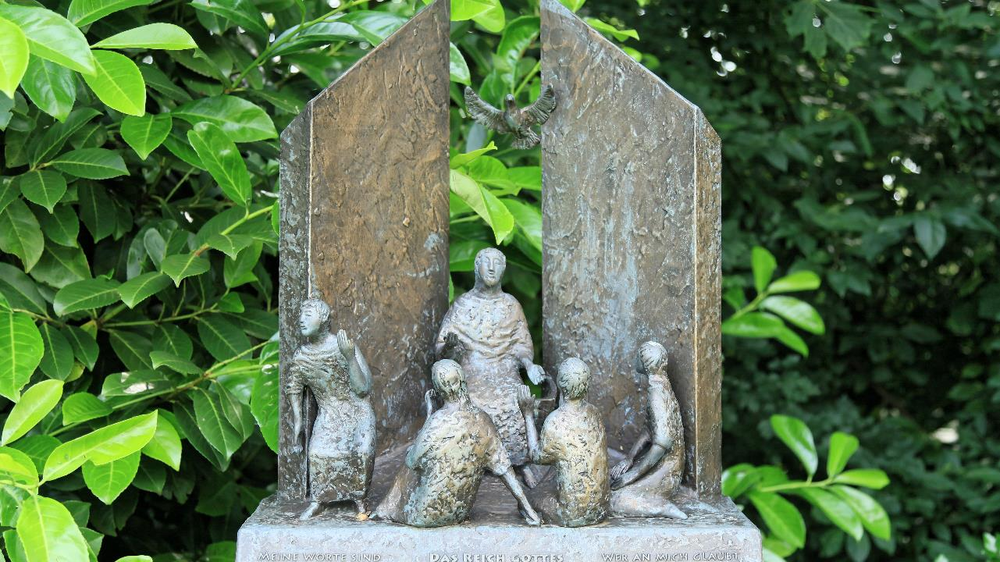 MEINE WORTE SIND    DAS REICH GOTTES    WER AN MICH GLAUBT,